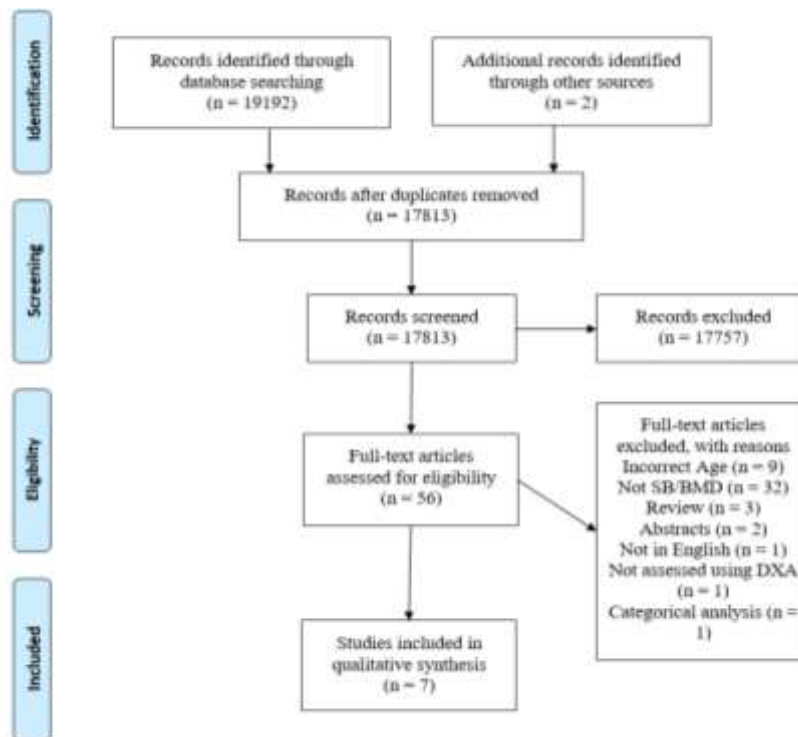 Identification
Records identified through
database searching
(n = 19192)
Additional records identified
through other sources
(n = 2)
Records after duplicates removed
(n = 17813)
Screening
Records screened
(n = 17813)
Records excluded
(n = 17757)
Eligibility
Full-text articles
assessed for eligibility
(n = 56)
Full-text articles
excluded, with reasons
Incorrect Age (n = 9)
Not SB/BMD (n = 32)
Review (n = 3)
Abstracts (n = 2)
Not in English (n = 1)
Not assessed using DXA
(n = 1)
Categorical analysis (n =
1)
Included
Studies included in
qualitative synthesis
(n = 7)